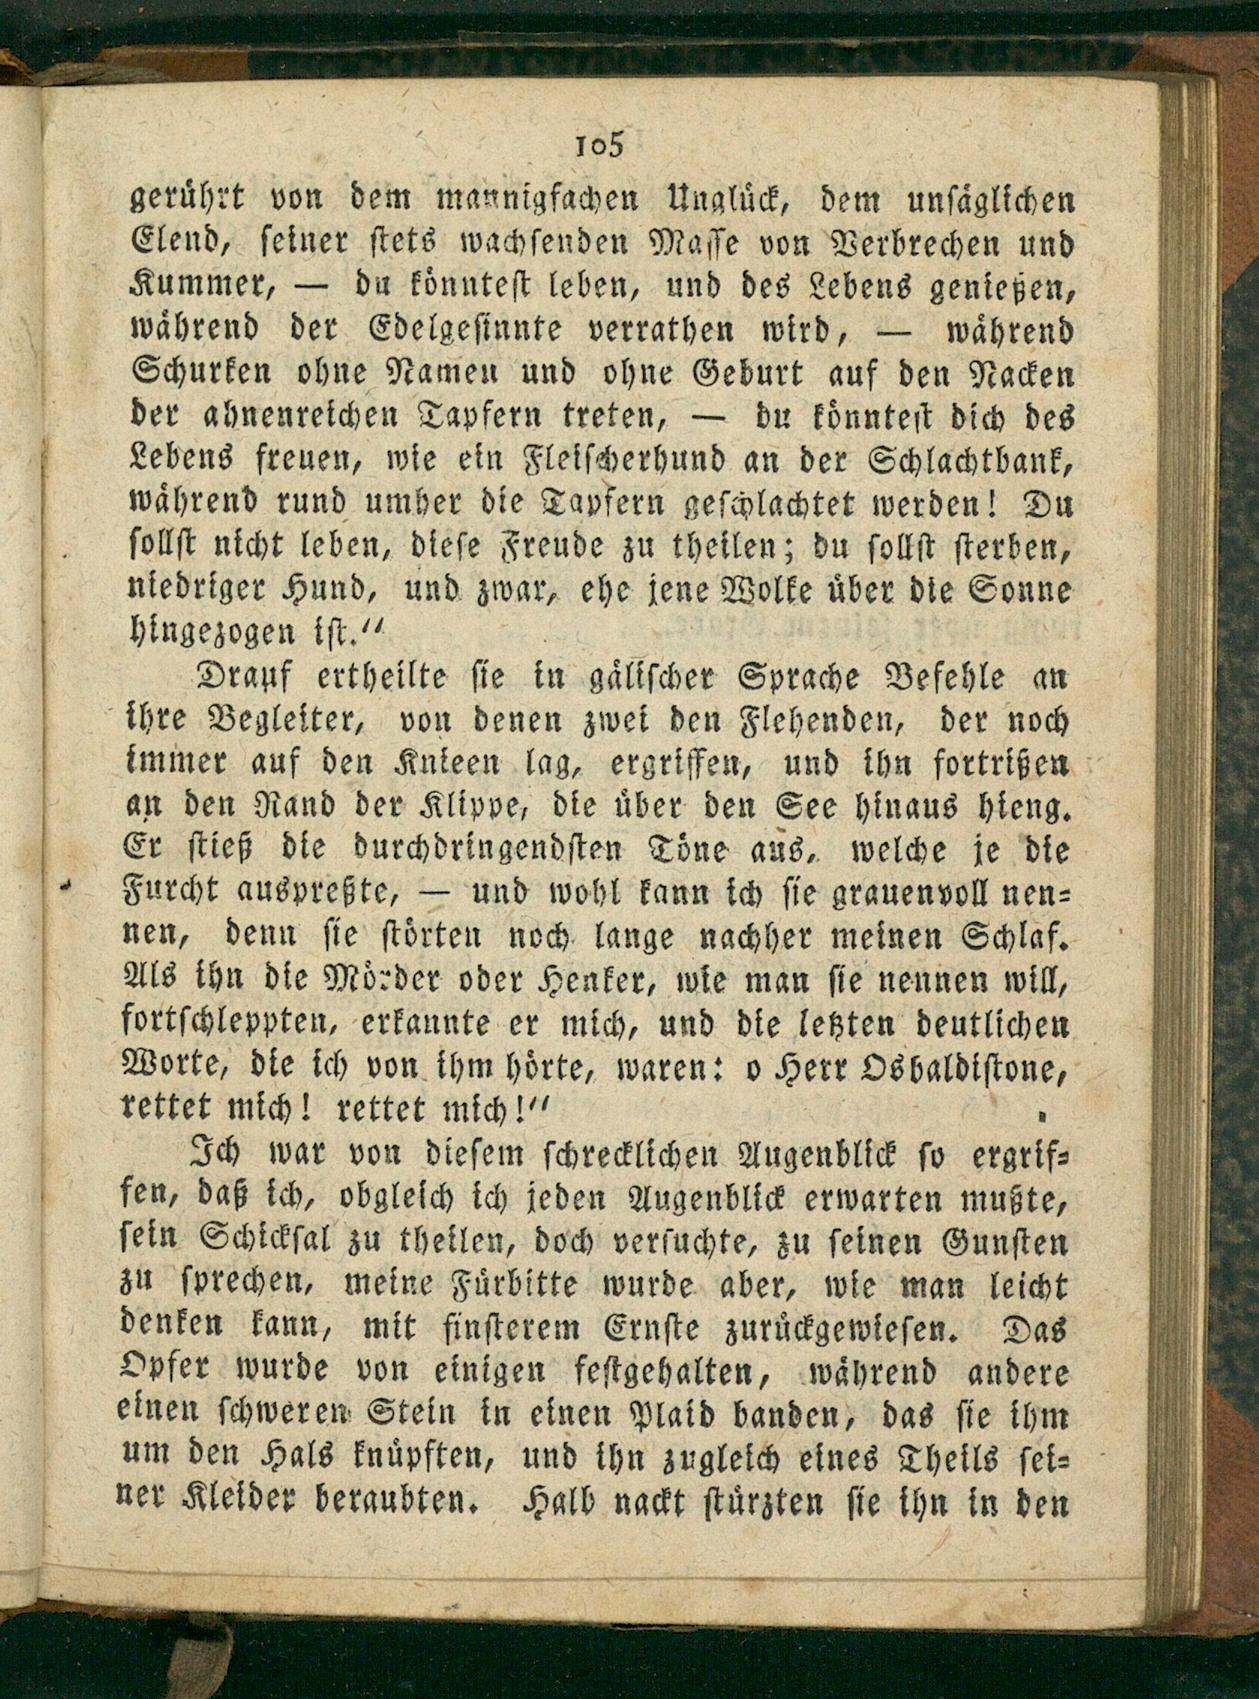 105
gerührt von dem mannigfachen Unglück, dem unsäglichen
Elend, seiner stets wachsenden Masse von Verbrechen und
Kummer, — du könntest leben, und des Lebens genießen,
während der Edelgesinnte verrathen wird, — während
Schurken ohne Namen und ohne Geburt auf den Nacken
der ahnenreichen Tapfern treten, — du könntest dich des
Lebens freuen, wie ein Fleischerhund an der Schlachtbank,
während rund umher die Tapfern geschlachtet werden! Du
sollst nicht leben, diese Freude zu theilen; du sollst sterben,
niedriger Hund, und zwar, ehe jene Wolke über die Sonne
hingezogen ist.“
Drauf ertheilte sie in gälischer Sprache Befehle an
ihre Begleiter, von denen zwei den Flehenden, der noch
immer auf den Knieen lag, ergriffen, und ihn fortrißen
an den Rand der Klippe, die über den See hinaus hieng.
Er stieß die durchdringendsten Töne aus, welche je die
Furcht auspreßte, — und wohl kann ich sie grauenvoll nen=
nen, denn sie störten noch lange nachher meinen Schlaf.
Als ihn die Mörder oder Henker, wie man sie nennen will,
fortschleppten, erkannte er mich, und die letzten deutlichen
Worte, die ich von ihm hörte, waren: o Herr Osbaldistone,
rettet mich! rettet mich!“
Ich war von diesem schrecklichen Augenblick so ergrif=
fen, daß ich, obgleich ich jeden Augenblick erwarten mußte,
sein Schicksal zu theilen, doch versuchte, zu seinen Gunsten
zu sprechen, meine Fürbitte wurde aber, wie man leicht
denken kann, mit finsterem Ernste zurückgewiesen. Das
Opfer wurde von einigen festgehalten, während andere
einen schweren Stein in einen Plaid banden, das sie ihm
um den Hals knüpften, und ihn zugleich eines Theils sei=
ner Kleider beraubten. Halb nackt stürzten sie ihn in den